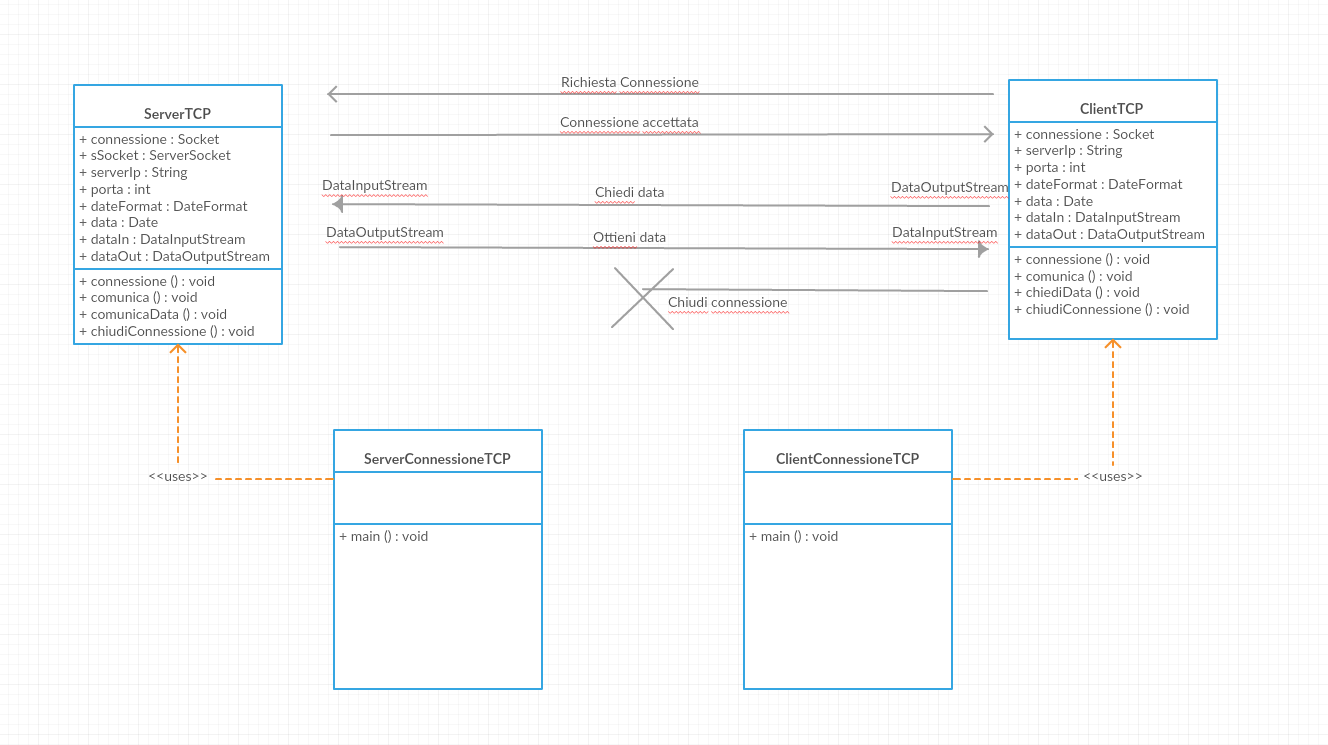 ServerTCP
+ connessione : Socket
+ sSocket : ServerSocket
+ serverIp : String
+ porta : int
+ dateFormat : DateFormat
+ data : Date
+ dataIn : DataInputStream
+ dataOut : DataOutputStream
+ connessione () : void
+ comunica () : void
+ comunicaData () : void
+ chiudiConnessione () : void
Richiesta Connessione
Connessione accettata
DataInputStream
Chiedi data
DataOutputStream
DataOutputStream
Ottieni data
DataInputStream
Chiudi connessione
ClientTCP
+ connessione : Socket
+ serverIp : String
+ porta : int
+ dateFormat : DateFormat
+ data : Date
+ dataIn : DataInputStream
+ dataOut : DataOutputStream
+ connessione () : void
+ comunica () : void
+ chiediData () : void
+ chiudiConnessione () : void
<<uses>>
ServerConnessioneTCP
+ main () : void
ClientConnessioneTCP
+ main () : void
<<uses>>